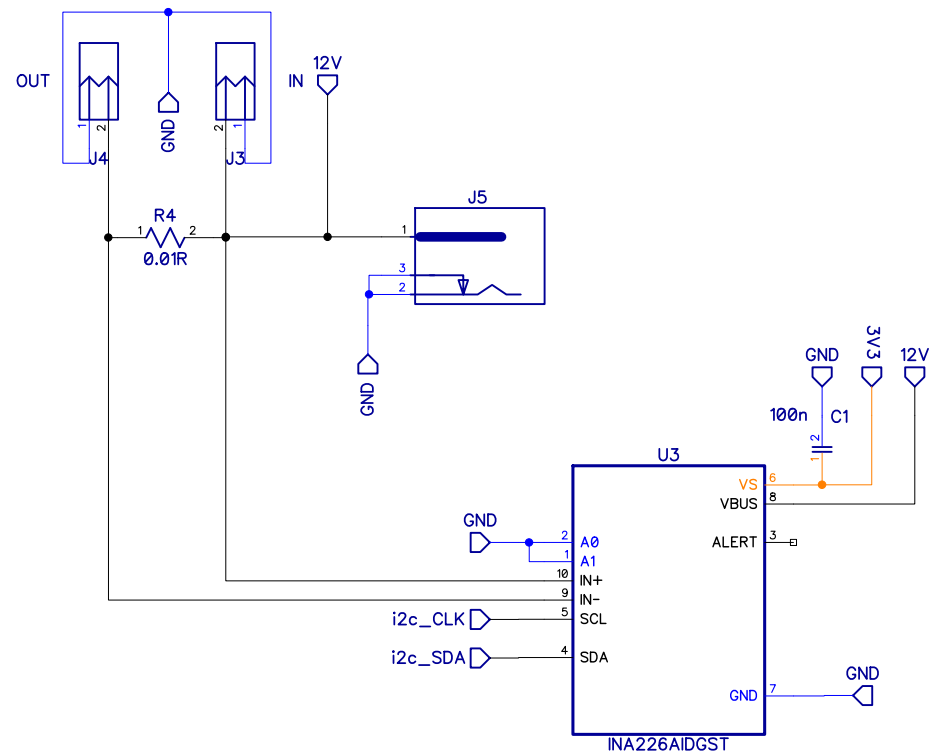 12V
OUT
IN
GND
1
2
2
1
J4
J3
J5
R4
1
2
0.01R
1
3
2
GND
GND
3V3
12V
100n
C1
2
1
U3
VS
6
VBUS
8
GND
2
A0
ALERT
3
1
A1
10
IN+
9
IN-
i2c_CLK
5
SCL
i2c_SDA
4
SDA
GND
7
GND
INA226AIDGST